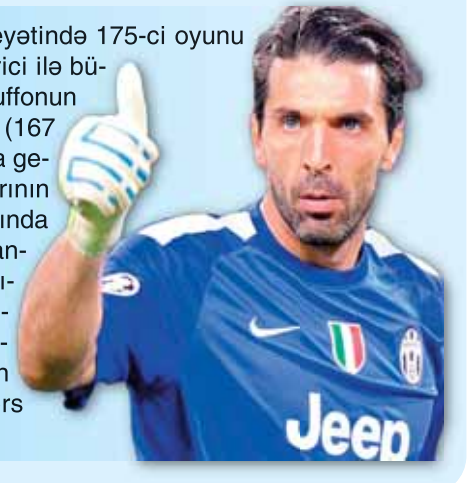 eyətində 175-ci oyunu
ici ilə bü-
uffonun
(167
a ge-
rının
ında
an-
ı-
-
-
n
rs
Jeep